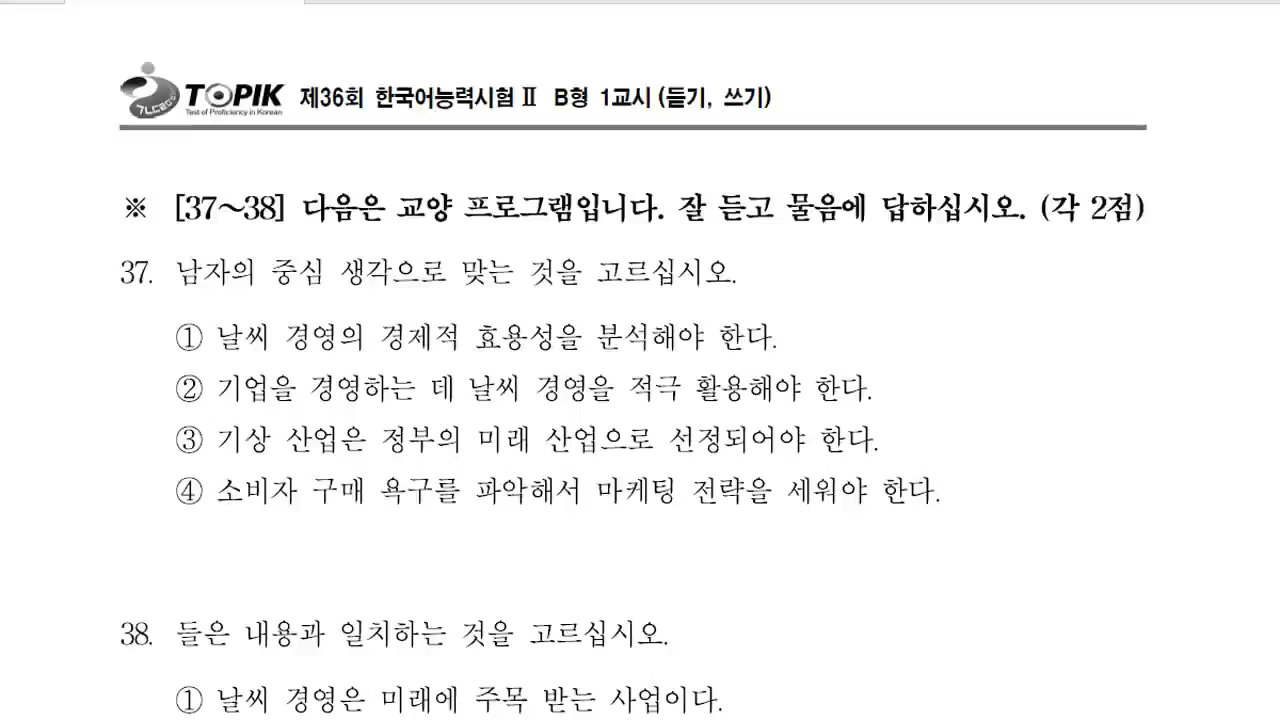 TOPIK 제36회 한국어능력시험Ⅱ B형 1교시 (듣기, 쓰기)
Test of Proficiency in Korean
※ [37~38] 다음은 교양 프로그램입니다. 잘 듣고 물음에 답하십시오. (각 2점)
37. 남자의 중심 생각으로 맞는 것을 고르십시오.
① 날씨 경영의 경제적 효용성을 분석해야 한다.
② 기업을 경영하는 데 날씨 경영을 적극 활용해야 한다.
③ 기상 산업은 정부의 미래 산업으로 선정되어야 한다.
④ 소비자 구매 욕구를 파악해서 마케팅 전략을 세워야 한다.
38. 들은 내용과 일치하는 것을 고르십시오.
① 날씨 경영은 미래에 주목 받는 사업이다.